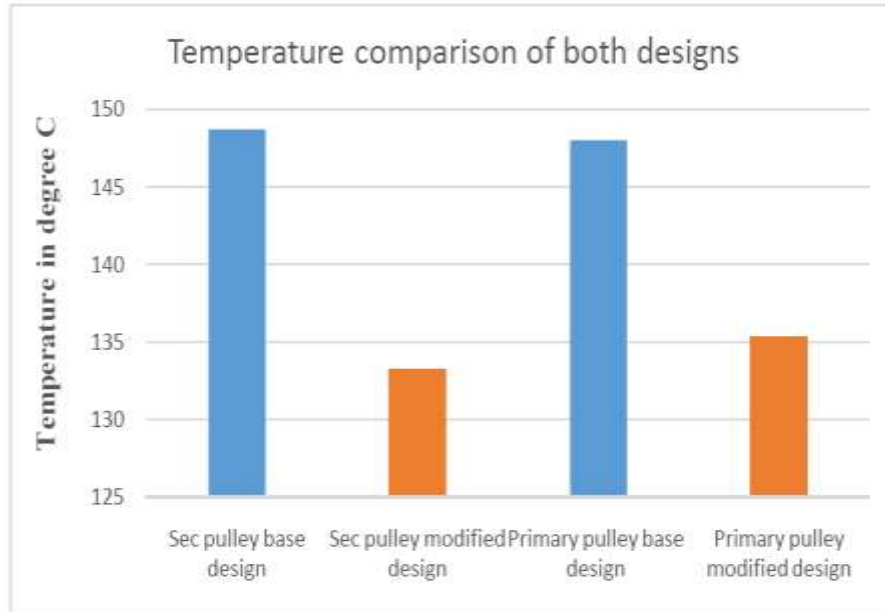 Temperature comparison of both designs
Temperature in degree C
150
145
140
135
130
125
Sec pulley base design
Sec pulley modified design
Primary pulley base design
Primary pulley modified design